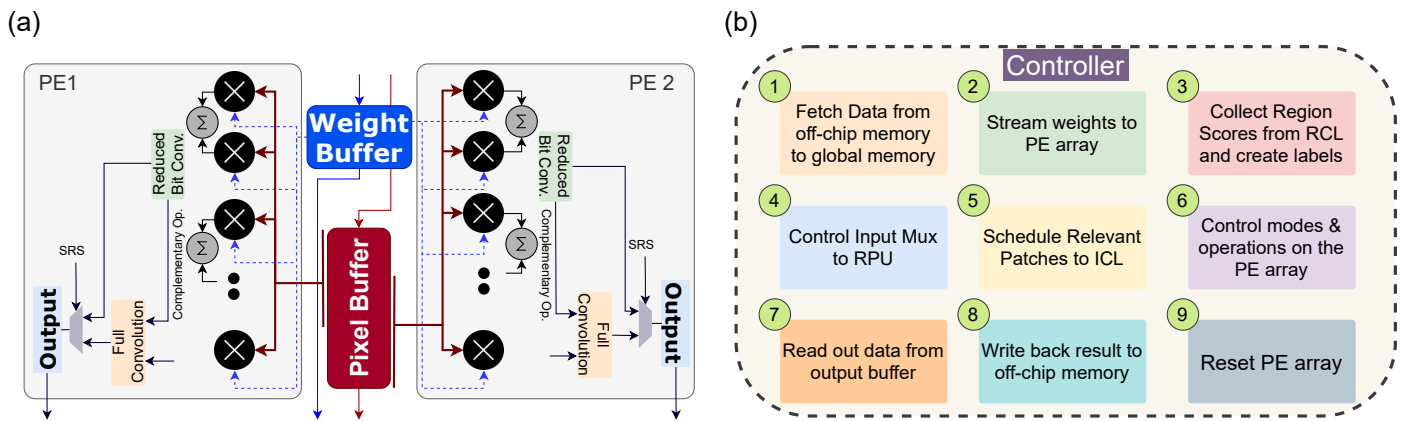 (a)
PE1
Σ
Reduced
Bit Conv.
Σ
Complementary Op.
SRS
Output
Full
Convolution
Weight
Buffer
Pixel Buffer
PE 2
Σ
Reduced
Bit Conv.
Σ
Complementary Op.
SRS
Full
Convolution
Output
(b)
Controller
1
Fetch Data from
off-chip memory
to global memory
2
Stream weights to
PE array
3
Collect Region
Scores from RCL
and create labels
4
Control Input Mux
to RPU
5
Schedule Relevant
Patches to ICL
6
Control modes &
operations on the
PE array
7
Read out data from
output buffer
8
Write back result to
off-chip memory
9
Reset PE array